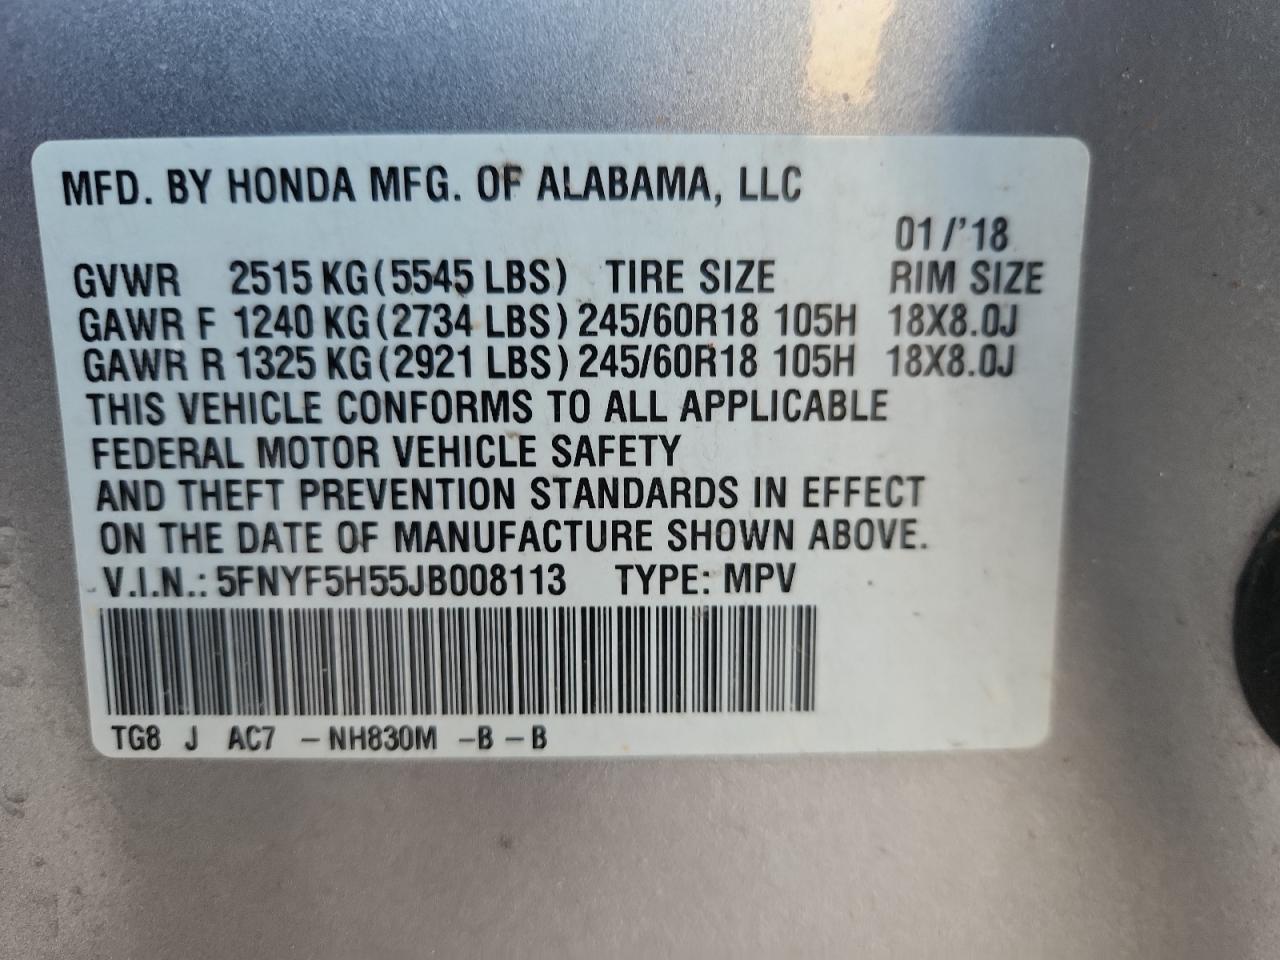 MFD. BY HONDA MFG. OF ALABAMA, LLC
01/'18
GVWR 2515 KG (5545 LBS) TIRE SIZE RIM SIZE
GAWR F 1240 KG (2734 LBS) 245/60R18 105H 18X8.0J
GAWR R 1325 KG (2921 LBS) 245/60R18 105H 18X8.0J
THIS VEHICLE CONFORMS TO ALL APPLICABLE
FEDERAL MOTOR VEHICLE SAFETY
AND THEFT PREVENTION STANDARDS IN EFFECT
ON THE DATE OF MANUFACTURE SHOWN ABOVE.
V.I.N.: 5FNYF5H55JB008113 TYPE: MPV
TG8 J AC7 -NH830M -B -B